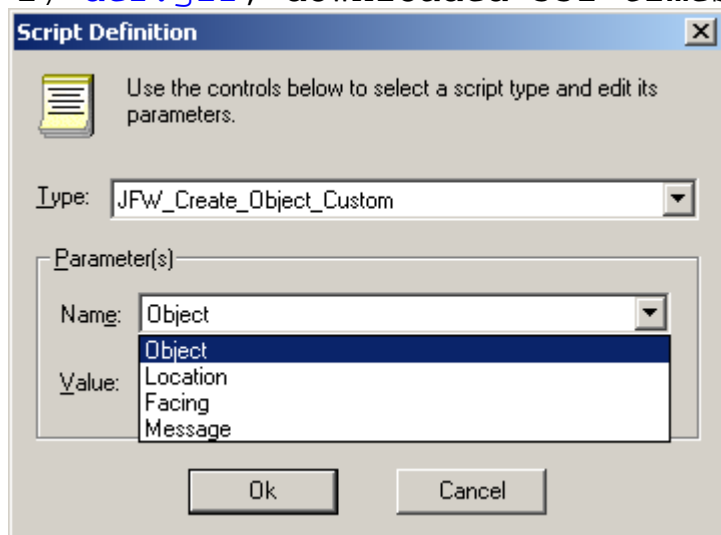 Script Definition
Use the controls below to select a script type and edit its
parameters.
Type: JFW_Create_Object_Custom
Parameter(s)
Name: Object
Object
Value: Location
Facing
Message
Ok Cancel